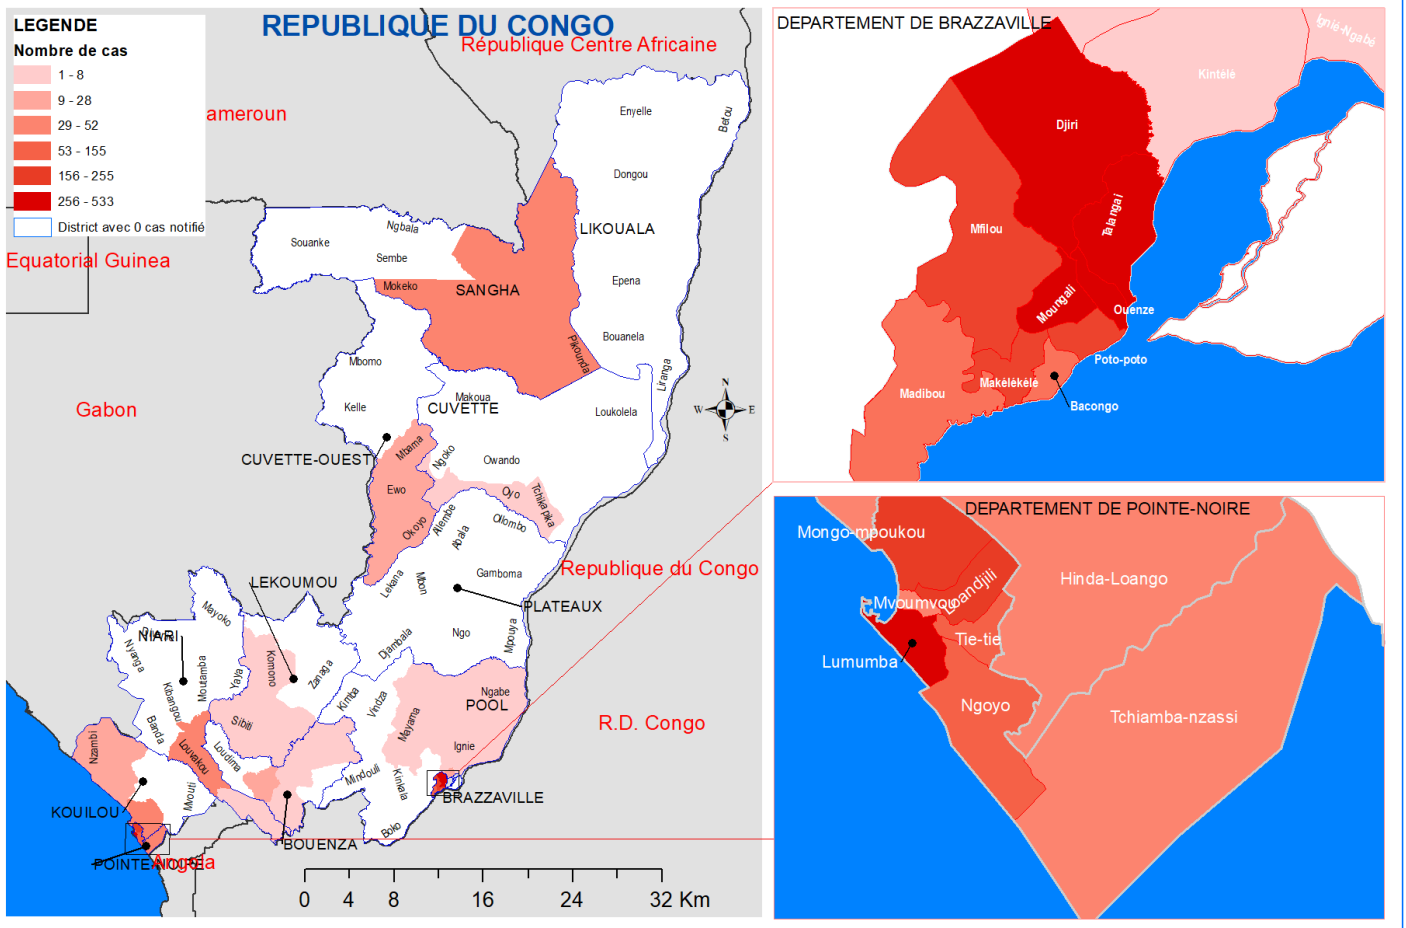 REPUBLIQUE DU CONGO
LEGENDE
Nombre de cas
1 - 8
9 - 28
29 - 52
53 - 155
156 - 255
256 - 533
District avec 0 cas notifié
République Centre Africaine
ameroun
Equatorial Guinea
Gabon
Enyelle
Betou
Dongou
LIKOUALA
Ngbala
Souanke
Sembe
Mokeko
SANGHA
Epena
Bouanela
Pikounda
Liranga
Mbomo
Kelle
Makoua
CUVETTE
Loukolela
N
W
E
S
CUVETTE-OUEST
Mbama
Ngoko
Owando
Ewo
Oyo
Tchikapika
Okoyo
Allembe
Abala
Ollombo
Republique du Congo
LEKOUMOU
Lekana
Mbon
Gamboma
PLATEAUX
Mayoko
NIARI
Nyanga
Ngo
Mpouya
Djambala
Moutamba
Yaya
Komono
Zanaga
Kibangou
Kimba
Vindza
Ngabe
POOL
Banda
Sibiti
Mayama
R.D. Congo
Nzambi
Louvakou
Loudima
Ignie
Mindouli
Kinkala
Mvouti
KOUILOU
BRAZZAVILLE
Boko
BOUENZA
POINTE-NOIRE
Angola
0 4 8 16 24 32 Km
DEPARTEMENT DE BRAZZAVILLE
Ignié-Ngabé
Kintélé
Djiri
Talangai
Mfilou
Moungali
Ouenze
Poto-poto
Makélékélé
Madibou
Bacongo
DEPARTEMENT DE POINTE-NOIRE
Mongo-mpoukou
Hinda-Loango
Loandjili
Mvoumvou
Tie-tie
Lumumba
Ngoyo
Tchiamba-nzassi